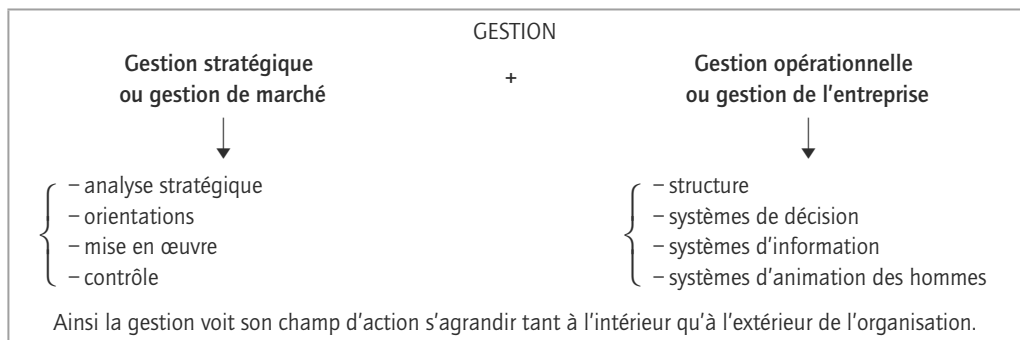 GESTION
Gestion stratégique
ou gestion de marché
+
Gestion opérationnelle
ou gestion de l'entreprise
– analyse stratégique
– orientations
– mise en œuvre
– contrôle
– structure
– systèmes de décision
– systèmes d'information
– systèmes d'animation des hommes
Ainsi la gestion voit son champ d'action s'agrandir tant à l'intérieur qu'à l'extérieur de l'organisation.